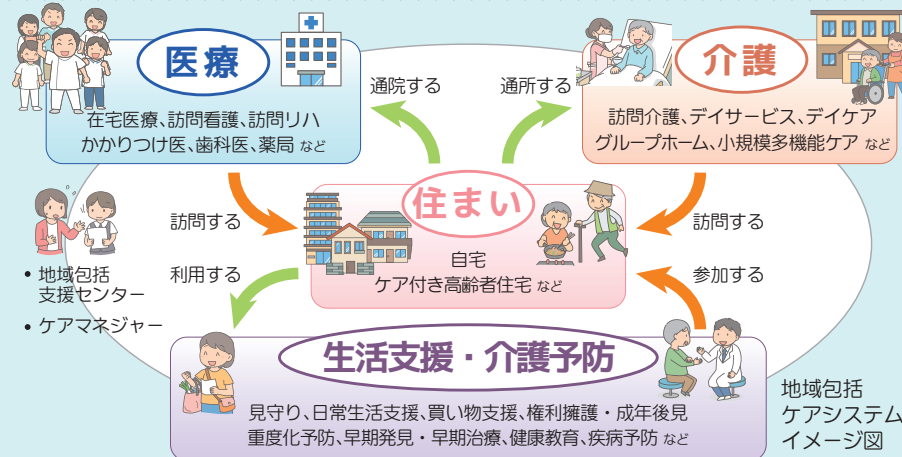 医療
在宅医療、訪問看護、訪問リハ
かかりつけ医、歯科医、薬局 など
通院する
通所する
介護
訪問介護、デイサービス、デイケア
グループホーム、小規模多機能ケア など
訪問する
住まい
自宅
ケア付き高齢者住宅 など
訪問する
利用する
参加する
・地域包括
支援センター
・ケアマネジャー
生活支援・介護予防
見守り、日常生活支援、買い物支援、権利擁護・成年後見
重度化予防、早期発見・早期治療、健康教育、疾病予防 など
地域包括
ケアシステム
イメージ図